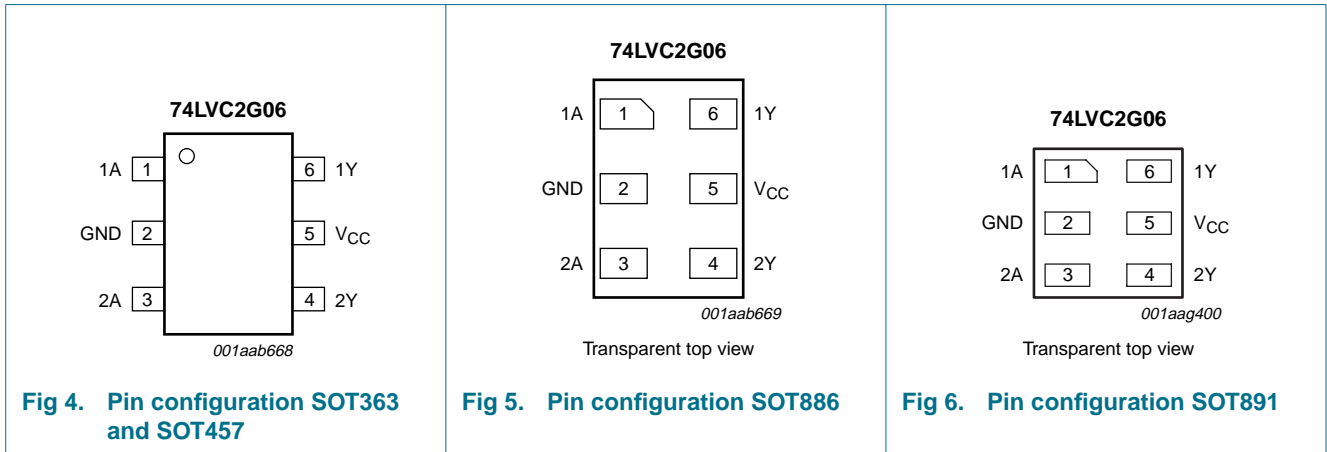 74LVC2G06
1A 1 6 1Y
GND 2 5 VCC
2A 3 4 2Y
001aab668
Fig 4. Pin configuration SOT363
and SOT457
74LVC2G06
1A 1 6 1Y
GND 2 5 VCC
2A 3 4 2Y
001aab669
Transparent top view
Fig 5. Pin configuration SOT886
74LVC2G06
1A 1 6 1Y
GND 2 5 VCC
2A 3 4 2Y
001aag400
Transparent top view
Fig 6. Pin configuration SOT891